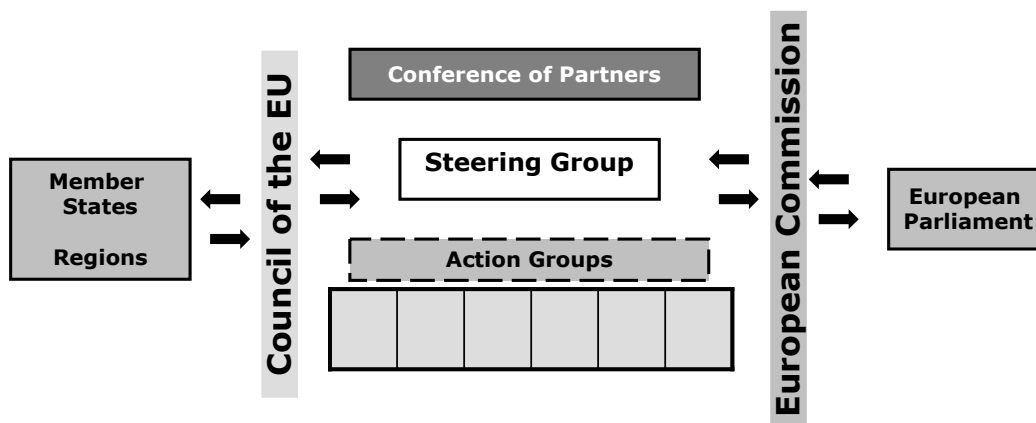 Conference of Partners
Council of the EU
European Commission
Steering Group
Member
States
Regions
European
Parliament
Action Groups